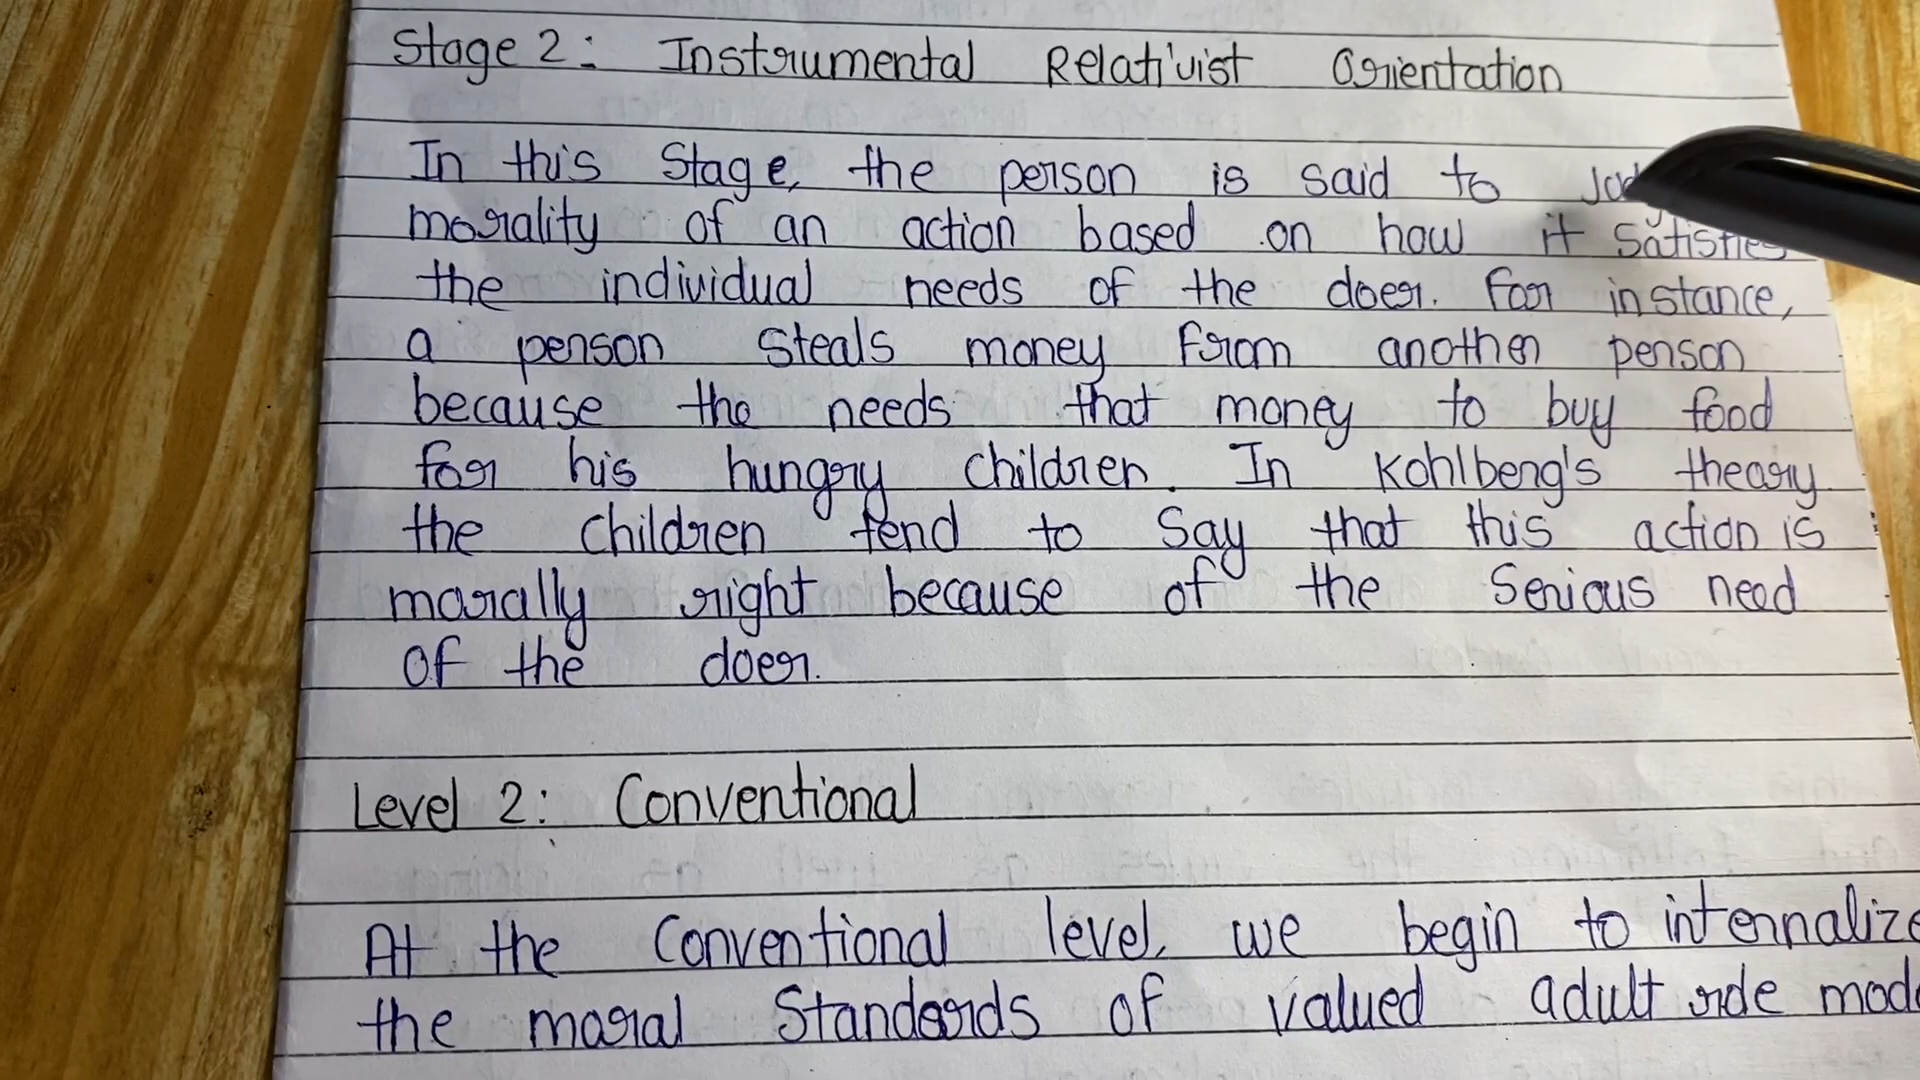 Stage 2: Instrumental Relativist Orientation
In this Stage, the person is said to
morality of an action based on how it satisfies
the individual needs of the doer. For instance,
a person steals money from another person
because the needs that money to buy food
for his hungry children. In Kohlberg's theory
the children tend to say that this action is
morally right because of the serious need
of the doer.
Level 2: Conventional
At the Conventional level, we begin to internalize
the moral Standards of valued adult role